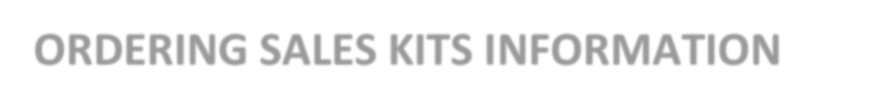 ORDERING SALES KITS INFORMATION